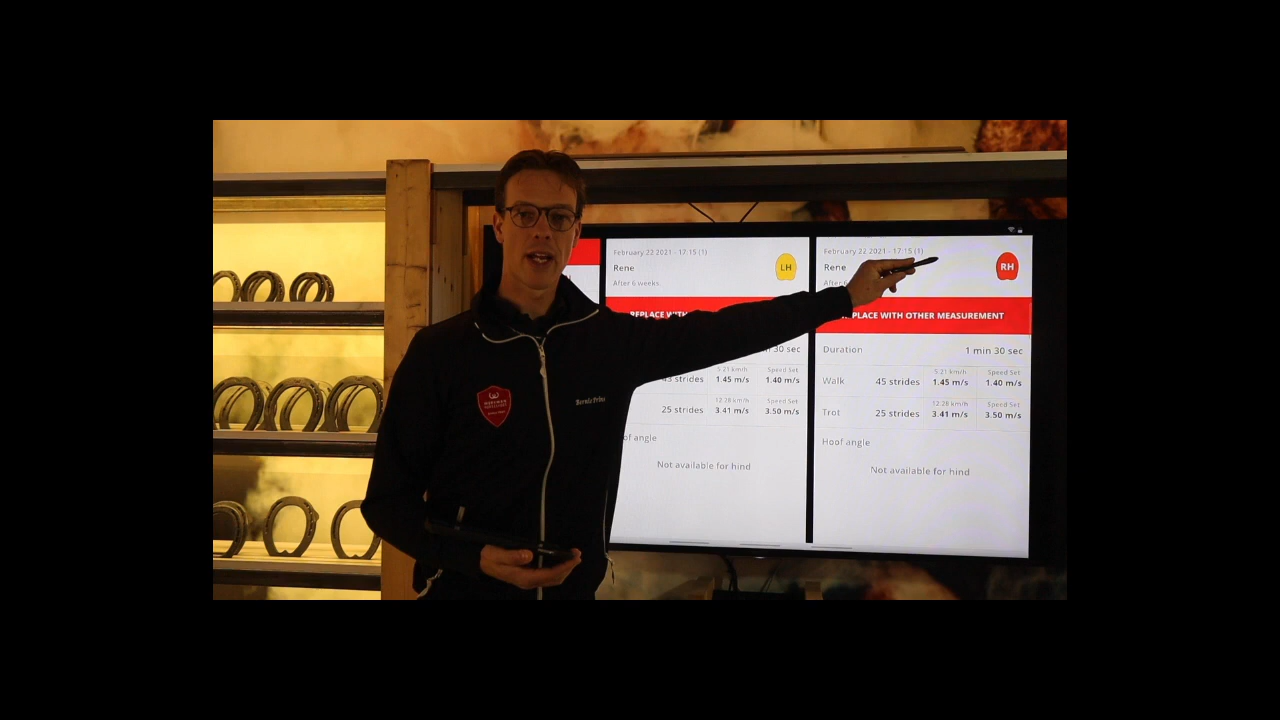 February 22 2021 - 17:15 (1)
Rene
After 6 weeks.
LH
REPLACE WITH
30 sec
5.21 km/h
Speed Set
43 strides
1.45 m/s
1.40 m/s
12.28 km/h
Speed Set
25 strides
3.41 m/s
3.50 m/s
oof angle
Not available for hind
February 22 2021 - 17:15 (1)
Rene
After 6
RH
PLACE WITH OTHER MEASUREMENT
Duration
1 min 30 sec
5.21 km/h
Speed Set
Walk
45 strides
1.45 m/s
1.40 m/s
12.28 km/h
Speed Set
Trot
25 strides
3.41 m/s
3.50 m/s
Hoof angle
Not available for hind